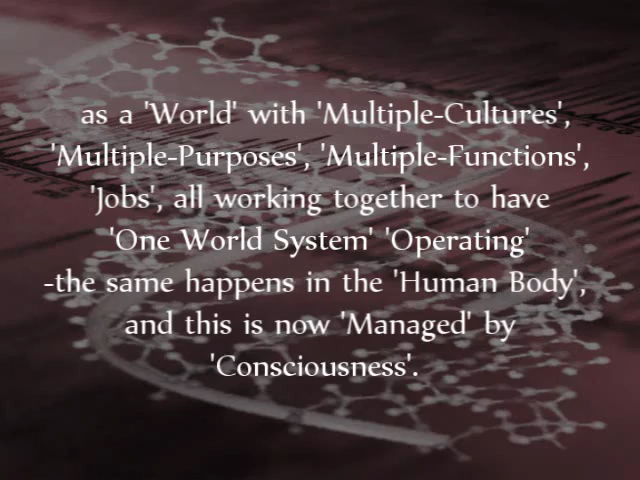 as a 'World' with 'Multiple-Cultures',
'Multiple-Purposes', 'Multiple-Functions',
'Jobs', all working together to have
'One World System' 'Operating'
-the same happens in the 'Human Body',
and this is now 'Managed' by
'Consciousness'.